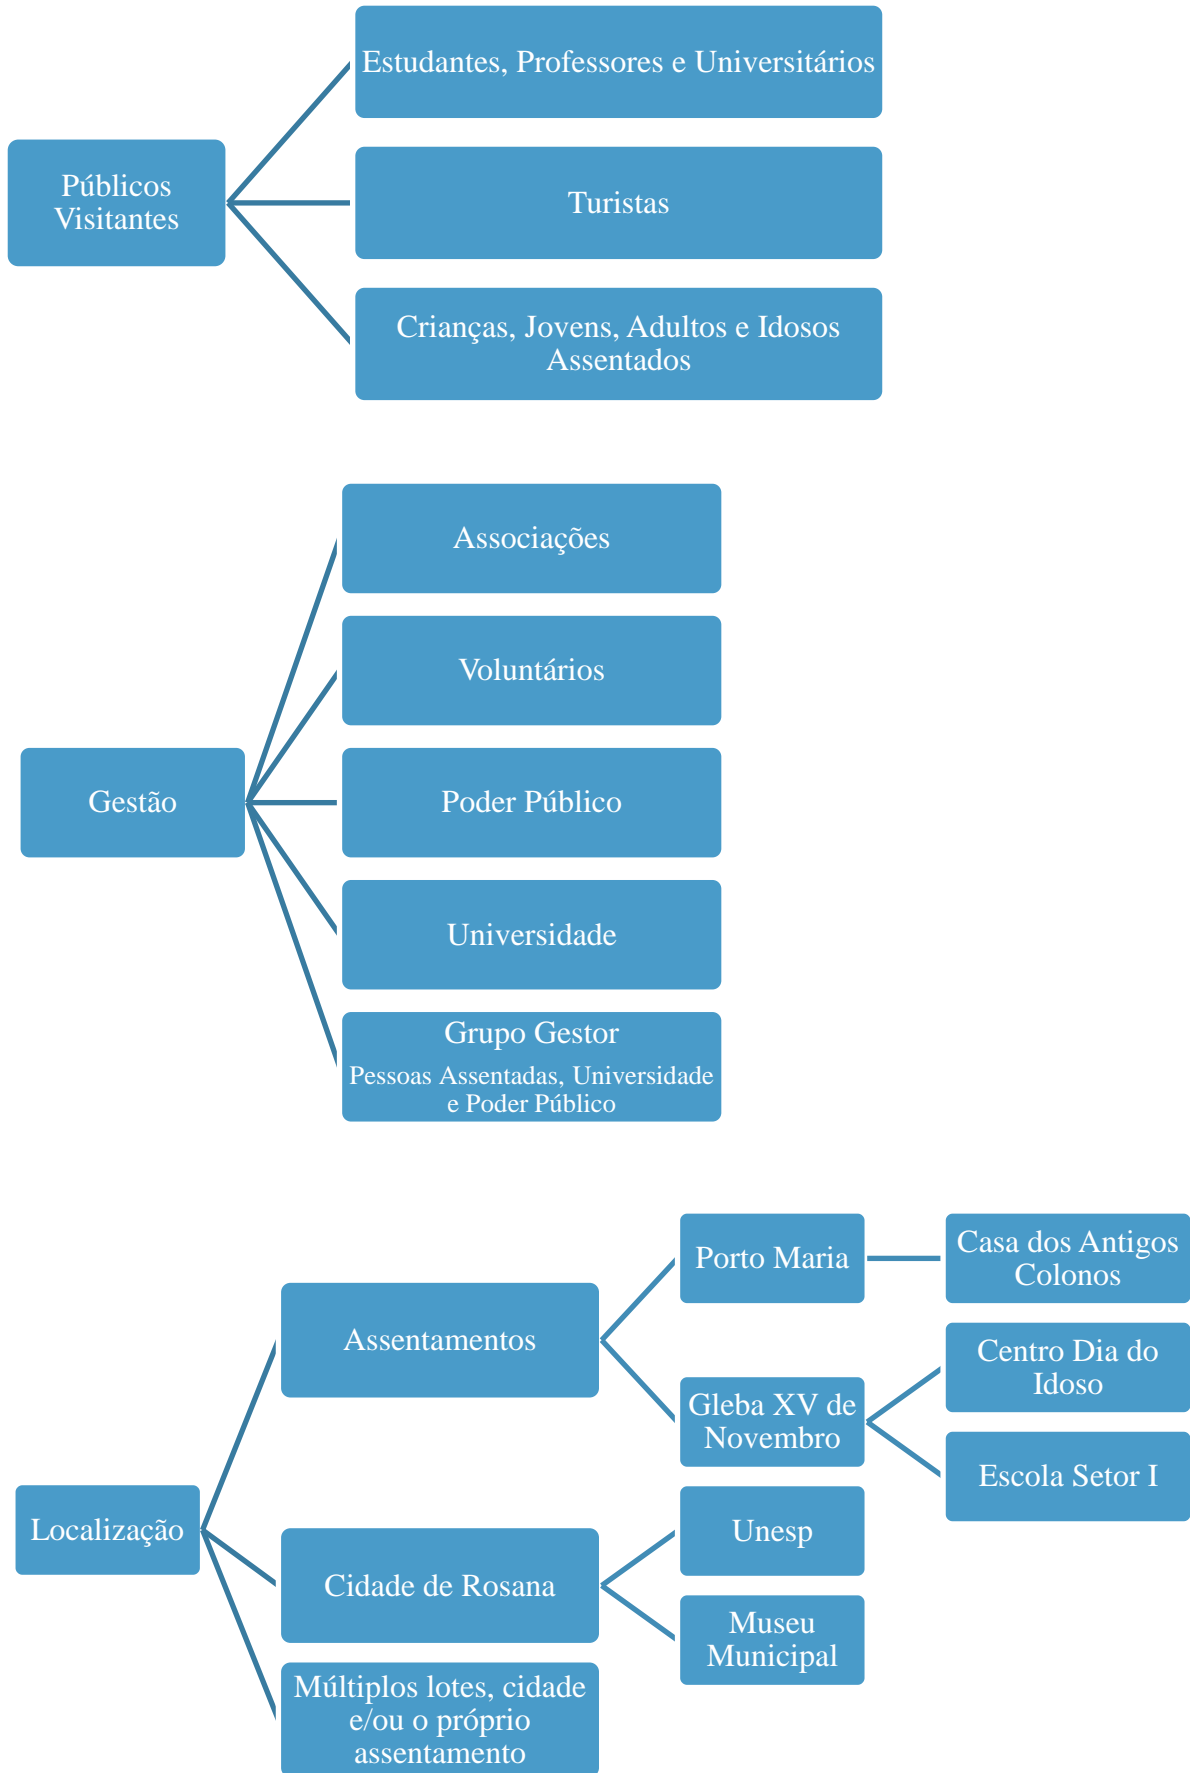 Estudantes, Professores e Universitários
Públicos
Visitantes
Turistas
Crianças, Jovens, Adultos e Idosos
Assentados
Associações
Voluntários
Gestão
Poder Público
Universidade
Grupo Gestor
Pessoas Assentadas, Universidade
e Poder Público
Localização
Assentamentos
Porto Maria
Casa dos Antigos
Colonos
Gleba XV de
Novembro
Centro Dia do
Idoso
Escola Setor I
Cidade de Rosana
Unesp
Museu
Municipal
Múltiplos lotes, cidade
e/ou o próprio
assentamento